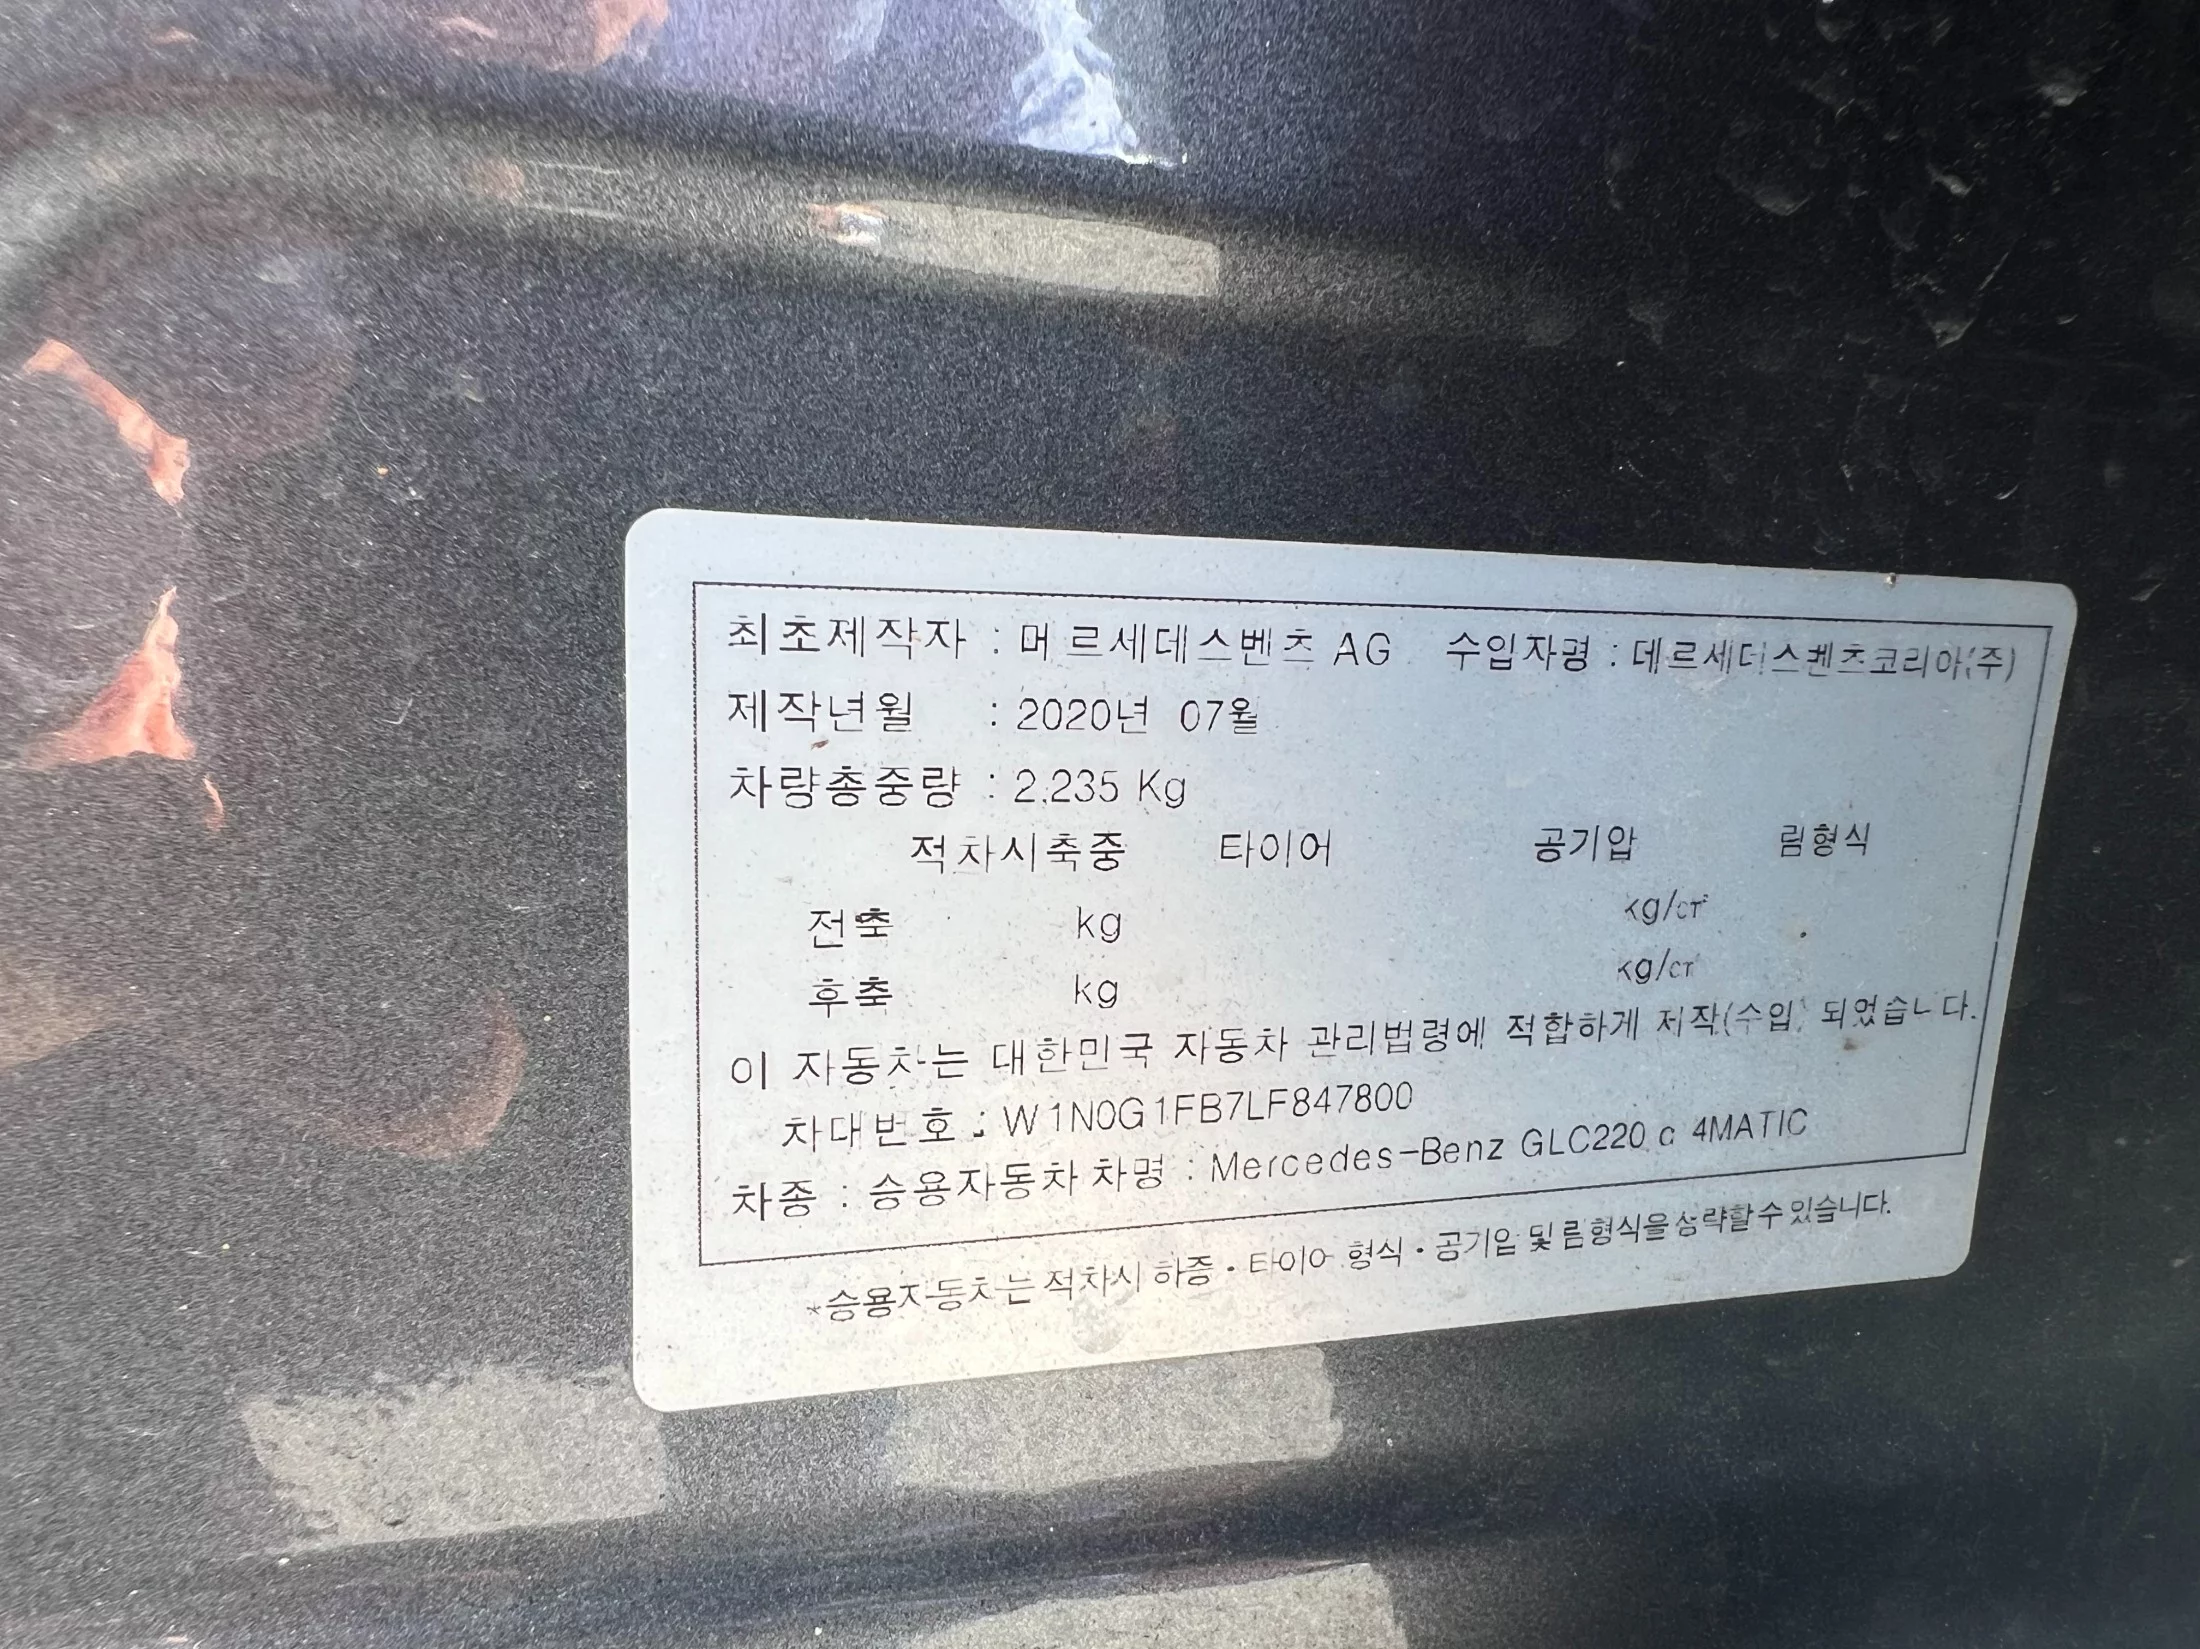 최초제작자 : 메르세데스벤츠 AG 수입자명 : 메르세데스벤츠코리아(주)
제작년월 : 2020년 07월
차량총중량 : 2,235 Kg
적차시축중 타이어 공기압 림형식
전축 kg kg/cm²
후축 kg kg/cm²
이 자동차는 대한민국 자동차 관리법령에 적합하게 제작(수입) 되었습니다.
차대번호 : W1N0G1FB7LF847800
차종 : 승용자동차 차명 : Mercedes-Benz GLC220 d 4MATIC
*승용자동차는 적차시 하중 · 타이어 형식 · 공기압 및 림형식을 생략할 수 있습니다.